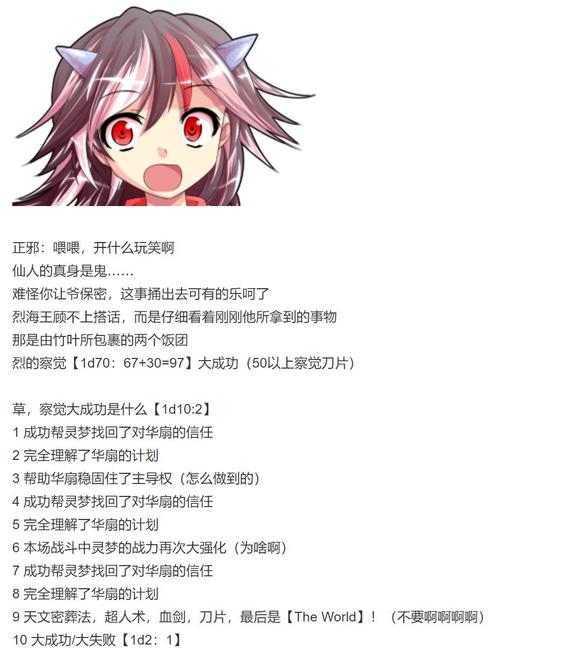 正邪：喂喂，开什么玩笑啊
仙人的真身是鬼……
难怪你让爷保密，这事捅出去可有的乐呵了
烈海王顾不上搭话，而是仔细看着刚刚他所拿到的事物
那是由竹叶所包裹的两个饭团
烈的察觉【1d70：67+30=97】大成功（50以上察觉刀片）
草，察觉大成功是什么【1d10:2】
1 成功帮灵梦找回了对华扇的信任
2 完全理解了华扇的计划
3 帮助华扇稳固住了主导权（怎么做到的）
4 成功帮灵梦找回了对华扇的信任
5 完全理解了华扇的计划
6 本场战斗中灵梦的战力再次大强化（为啥啊）
7 成功帮灵梦找回了对华扇的信任
8 完全理解了华扇的计划
9 天文密葬法，超人术，血剑，刀片，最后是【The World】！（不要啊啊啊啊）
10 大成功/大失败【1d2：1】